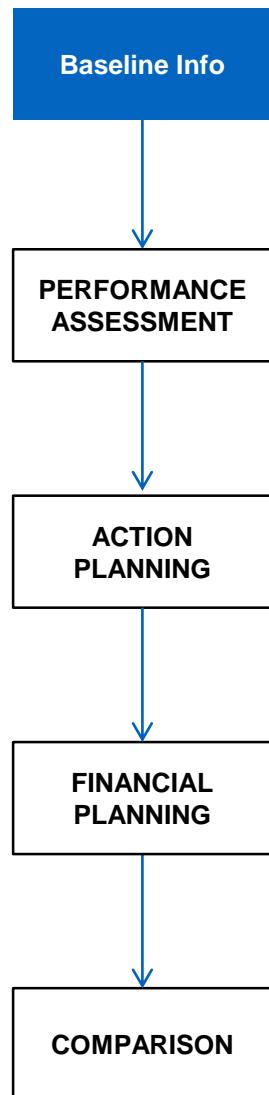 Baseline Info
PERFORMANCE
ASSESSMENT
ACTION
PLANNING
FINANCIAL
PLANNING
COMPARISON